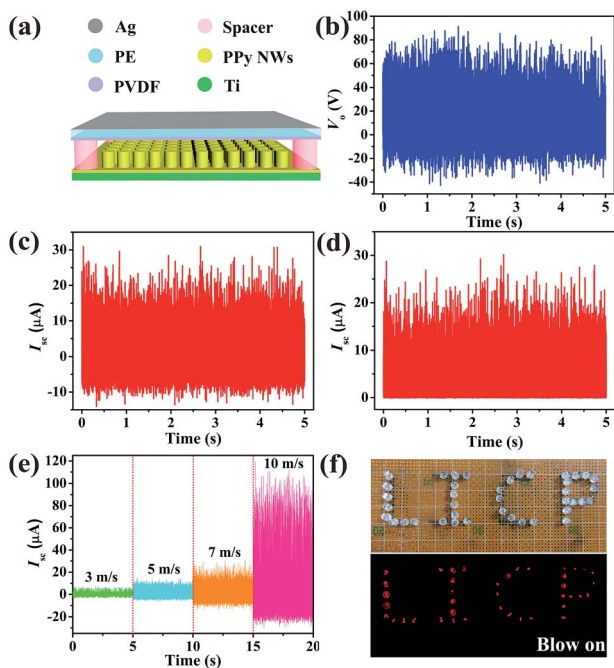 (a)
Ag
Spacer
PE
PPy NWs
PVDF
Ti
(b)
100
80
60
40
20
0
-20
-40
Vo (V)
0 1 2 3 4 5
Time (s)
(c)
30
20
10
0
-10
Isc (μA)
0 1 2 3 4 5
Time (s)
(d)
30
20
10
0
Isc (μA)
0 1 2 3 4 5
Time (s)
(e)
120
100
80
60
40
20
0
-20
Isc (μA)
3 m/s
5 m/s
7 m/s
10 m/s
0 5 10 15 20
Time (s)
(f)
LICP
LICP
Blow on